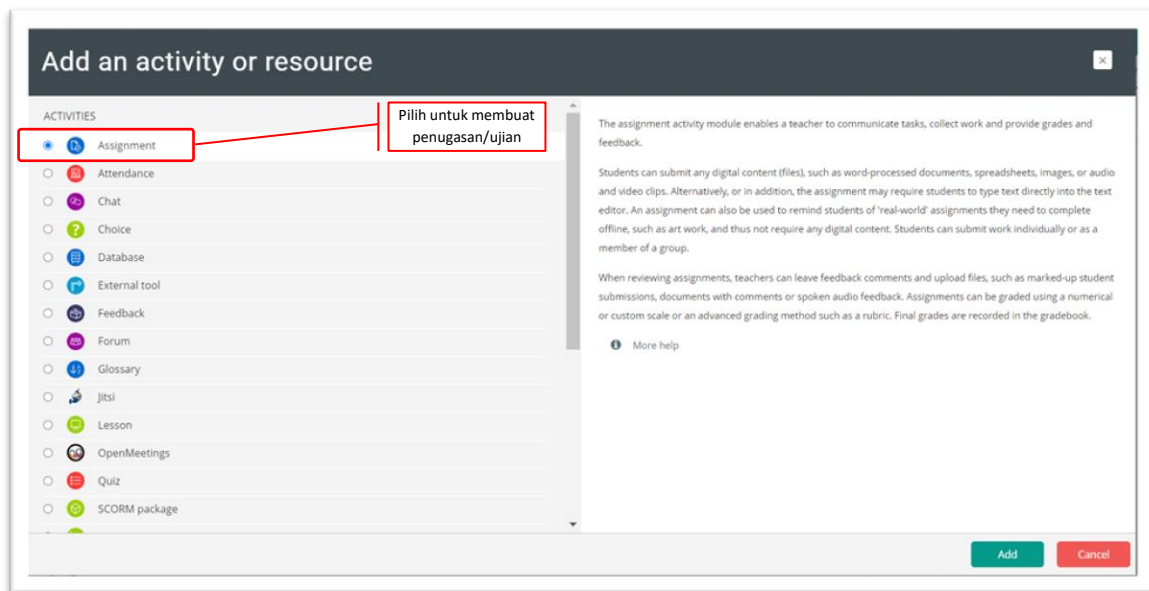 Add an activity or resource
ACTIVITIES
Pilih untuk membuat
penugasan/ujian
Assignment
Attendance
Chat
Choice
Database
External tool
Feedback
Forum
Glossary
Jitsi
Lesson
OpenMeetings
Quiz
SCORM package
The assignment activity module enables a teacher to communicate tasks, collect work and provide grades and
feedback.
Students can submit any digital content (files), such as word-processed documents, spreadsheets, images, or audio
and video clips. Alternatively, or in addition, the assignment may require students to type text directly into the text
editor. An assignment can also be used to remind students of 'real-world' assignments they need to complete
offline, such as art work, and thus not require any digital content. Students can submit work individually or as a
member of a group.
When reviewing assignments, teachers can leave feedback comments and upload files, such as marked-up student
submissions, documents with comments or spoken audio feedback. Assignments can be graded using a numerical
or custom scale or an advanced grading method such as a rubric. Final grades are recorded in the gradebook.
More help
Add
Cancel